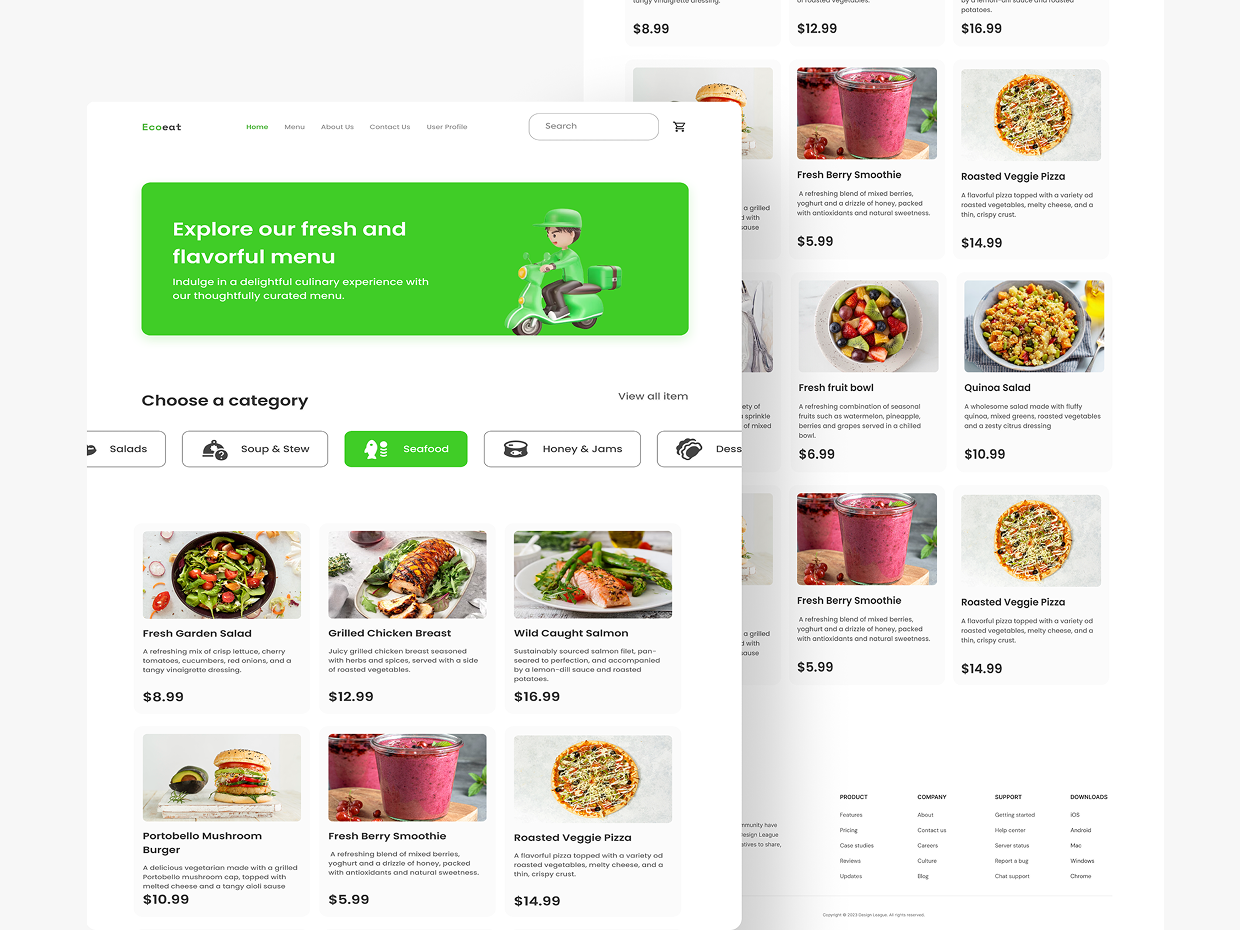 Ecoeat
Home
Menu
About Us
Contact Us
User Profile
Search
Explore our fresh and
flavorful menu
Indulge in a delightful culinary experience with
our thoughtfully curated menu.
Choose a category
View all item
Salads
Soup & Stew
Seafood
Honey & Jams
Dess
Fresh Garden Salad
A refreshing mix of crisp lettuce, cherry
tomatoes, cucumbers, red onions, and a
tangy vinaigrette dressing.
$8.99
Grilled Chicken Breast
Juicy grilled chicken breast seasoned
with herbs and spices, served with a side
of roasted vegetables.
$12.99
Wild Caught Salmon
Sustainably sourced salmon filet, pan-
seared to perfection, and accompanied
by a lemon-dill sauce and roasted
potatoes.
$16.99
Portobello Mushroom
Burger
A delicious vegetarian made with a grilled
Portobello mushroom cap, topped with
melted cheese and a tangy aioli sauce
$10.99
Fresh Berry Smoothie
A refreshing blend of mixed berries,
yoghurt and a drizzle of honey, packed
with antioxidants and natural sweetness.
$5.99
Roasted Veggie Pizza
A flavorful pizza topped with a variety od
roasted vegetables, melty cheese, and a
thin, crispy crust.
$14.99
tangy vinaigrette dressing.
$8.99
of roasted vegetables.
$12.99
by a lemon-dill sauce and roasted
potatoes.
$16.99
a grilled
d with
sauce
Fresh Berry Smoothie
A refreshing blend of mixed berries,
yoghurt and a drizzle of honey, packed
with antioxidants and natural sweetness.
$5.99
Roasted Veggie Pizza
A flavorful pizza topped with a variety od
roasted vegetables, melty cheese, and a
thin, crispy crust.
$14.99
ety of
sprinkle
of mixed
Fresh fruit bowl
A refreshing combination of seasonal
fruits such as watermelon, pineapple,
berries and grapes served in a chilled
bowl.
$6.99
Quinoa Salad
A wholesome salad made with fluffy
quinoa, mixed greens, roasted vegetables
and a zesty citrus dressing
$10.99
a grilled
d with
sauce
Fresh Berry Smoothie
A refreshing blend of mixed berries,
yoghurt and a drizzle of honey, packed
with antioxidants and natural sweetness.
$5.99
Roasted Veggie Pizza
A flavorful pizza topped with a variety od
roasted vegetables, melty cheese, and a
thin, crispy crust.
$14.99
mmunity have
esign League
atives to share,
PRODUCT
Features
Pricing
Case studies
Reviews
Updates
COMPANY
About
Contact us
Careers
Culture
Blog
SUPPORT
Getting started
Help center
Server status
Report a bug
Chat support
DOWNLOADS
iOS
Android
Mac
Windows
Chrome
Copyright © 2023 Design League. All rights reserved.